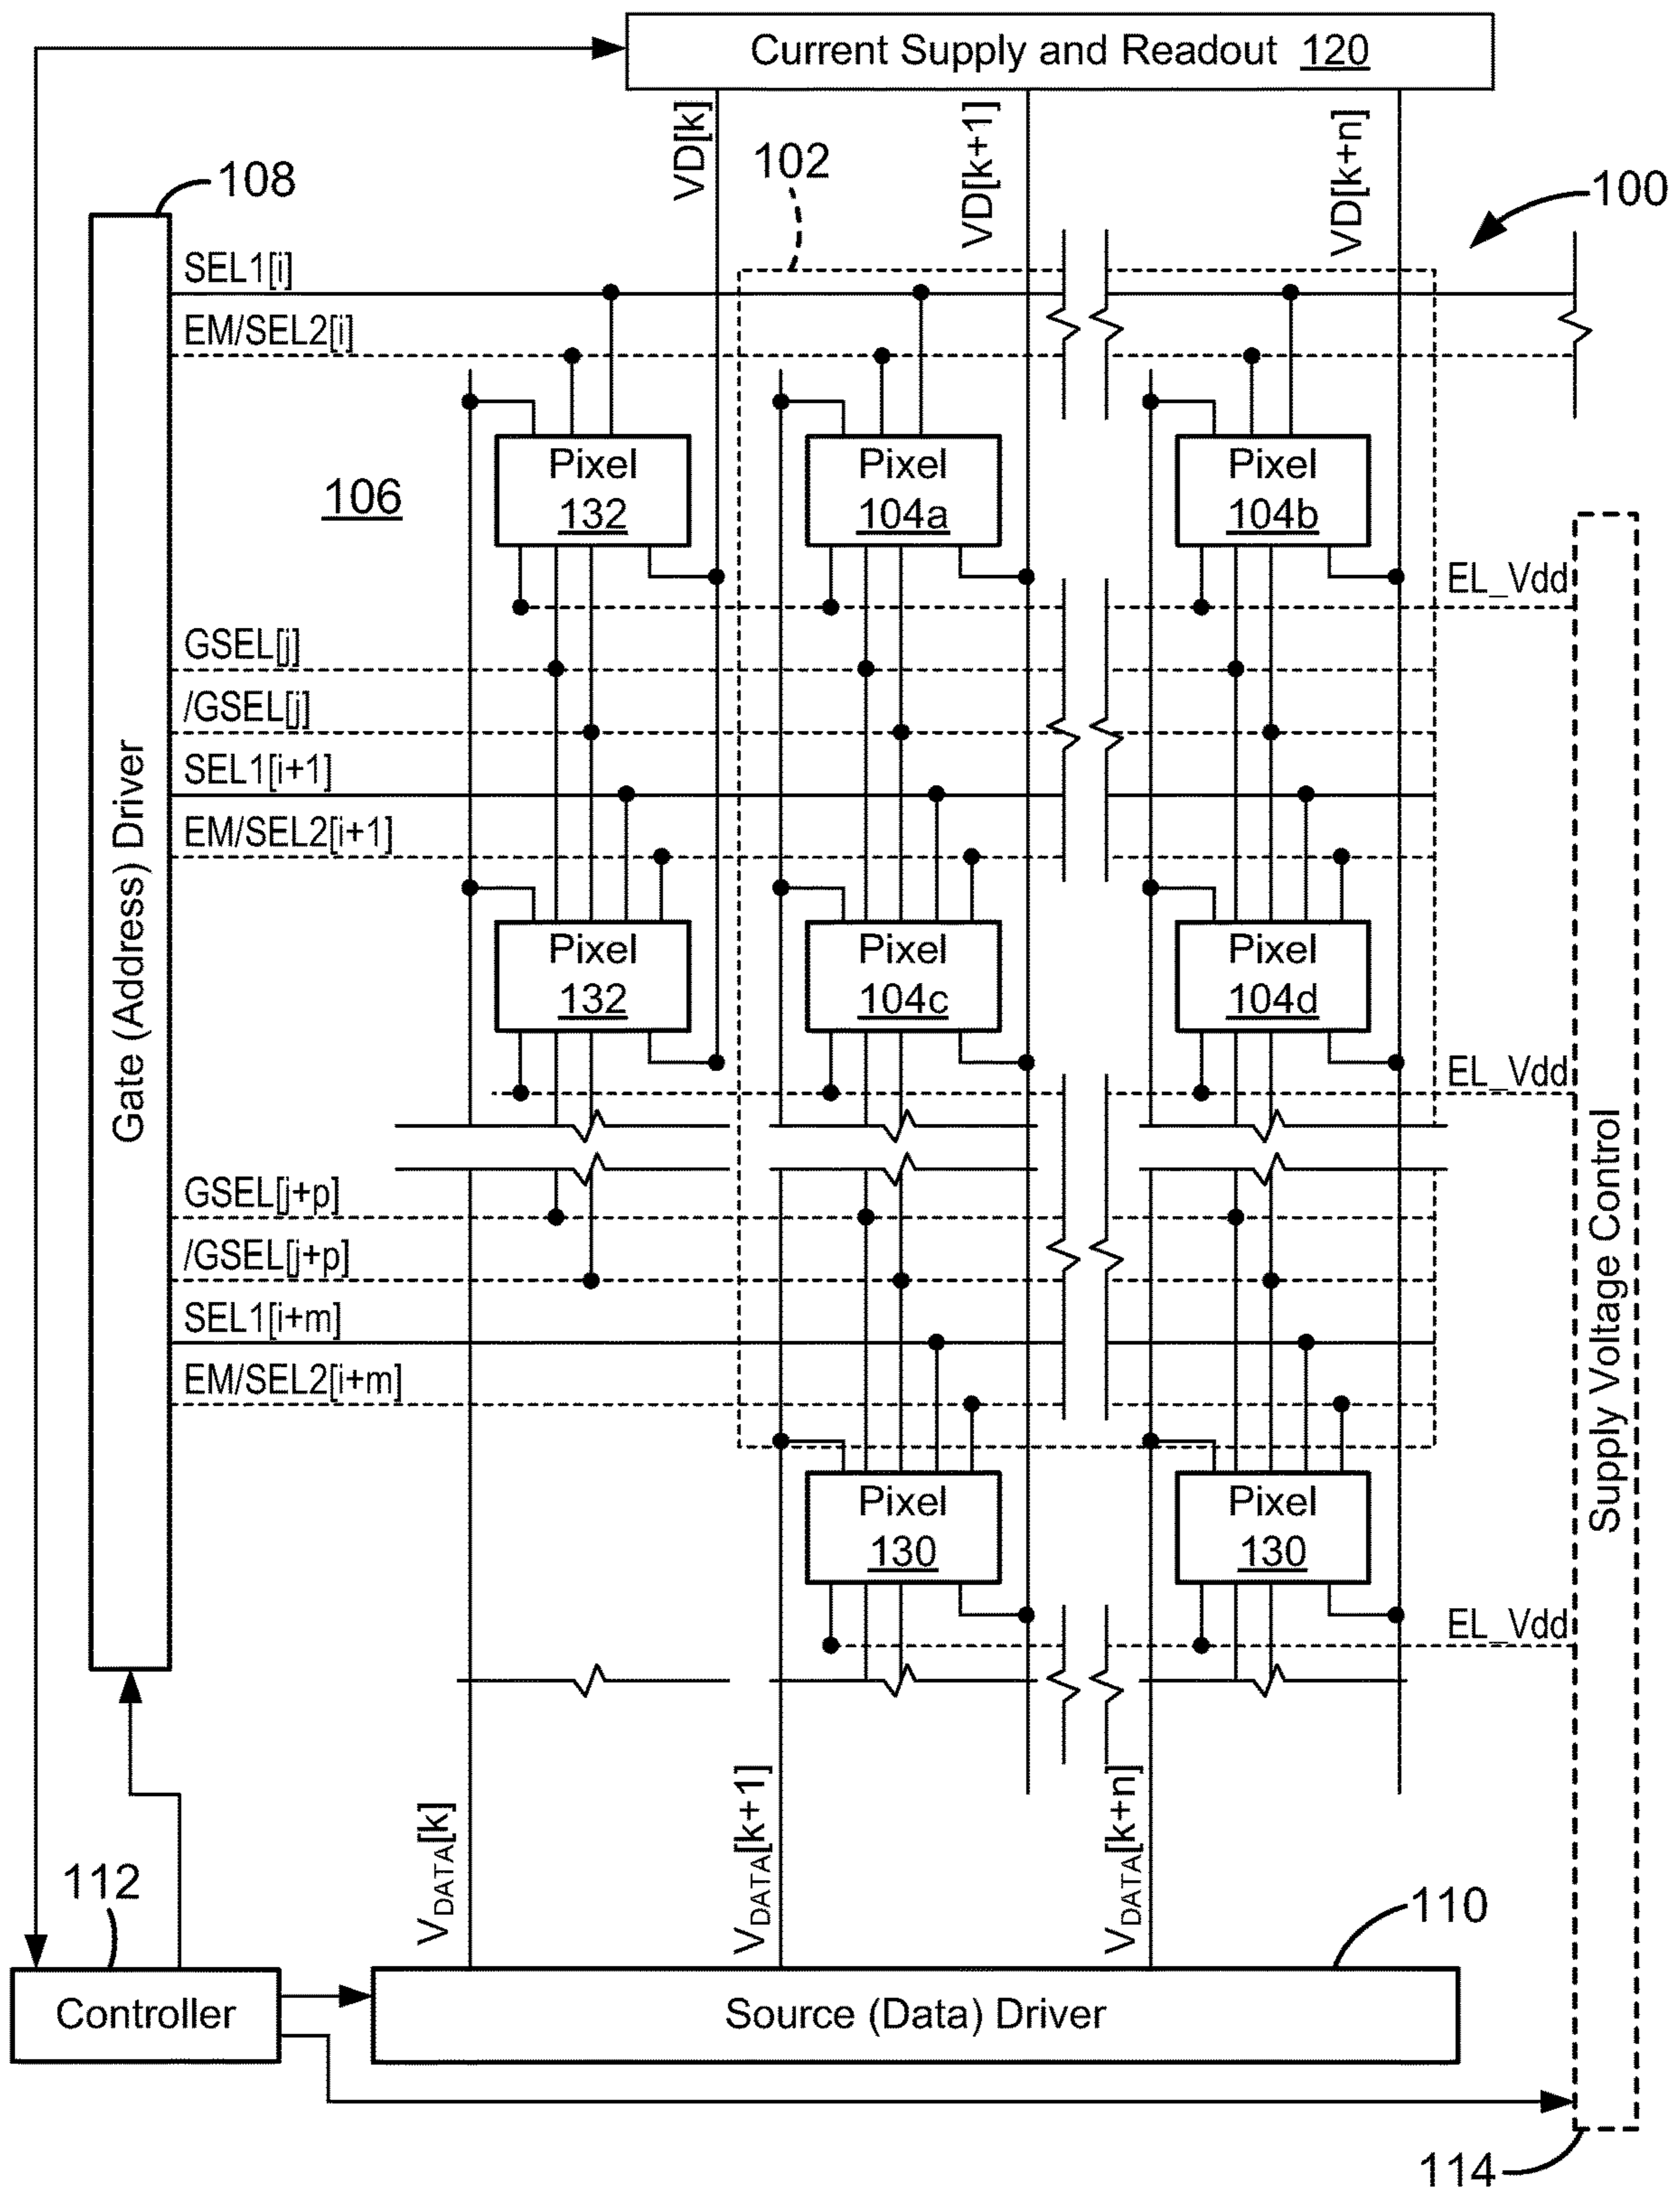 Current Supply and Readout 120
VD[k]
VD[k+1]
VD[k+n]
102
108
100
SEL1[i]
EM/SEL2[i]
106
Pixel
132
Pixel
104a
Pixel
104b
EL_Vdd
GSEL[j]
/GSEL[j]
SEL1[i+1]
EM/SEL2[i+1]
Gate (Address) Driver
Pixel
132
Pixel
104c
Pixel
104d
EL_Vdd
GSEL[j+p]
/GSEL[j+p]
SEL1[i+m]
EM/SEL2[i+m]
Supply Voltage Control
Pixel
130
Pixel
130
EL_Vdd
VDATA[k]
VDATA[k+1]
VDATA[k+n]
112
110
Controller
Source (Data) Driver
114